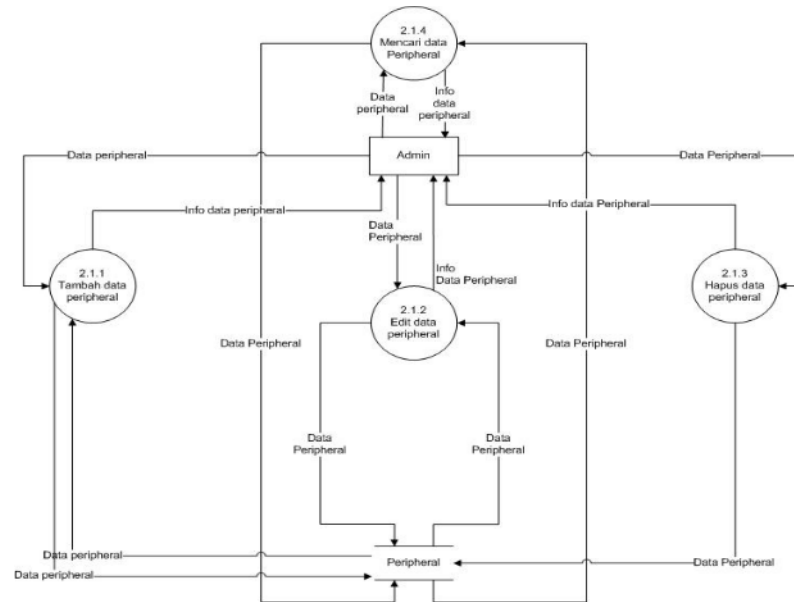 2.1.4
Mencari data
Peripheral
Data
peripheral
Info
data
peripheral
Data peripheral
Admin
Data Peripheral
Info data peripheral
Info data Peripheral
Data
Peripheral
Info
Data Peripheral
2.1.1
Tambah data
peripheral
2.1.3
Hapus data
peripheral
2.1.2
Edit data
peripheral
Data Peripheral
Data Peripheral
Data
Peripheral
Data
Peripheral
Data peripheral
Peripheral
Data Peripheral
Data peripheral